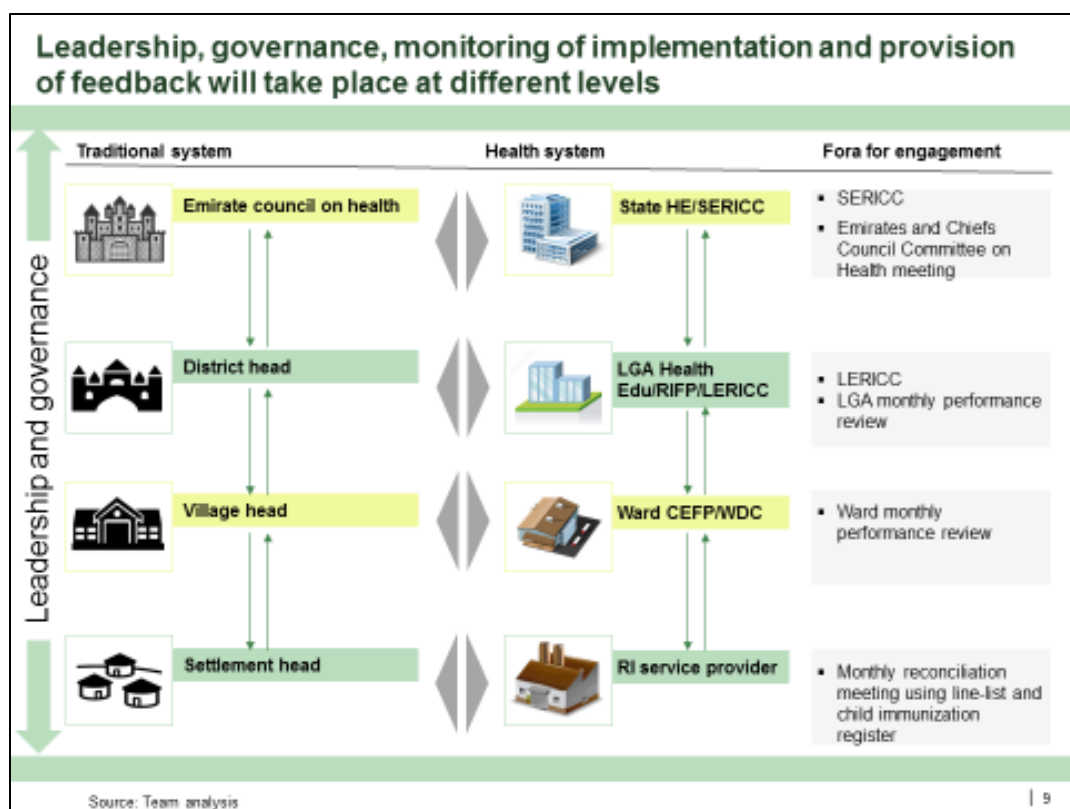 Leadership, governance, monitoring of implementation and provision
of feedback will take place at different levels
Leadership and governance
Traditional system
Health system
Fora for engagement
Emirate council on health
State HE/SERICC
▪ SERICC
▪ Emirates and Chiefs
Council Committee on
Health meeting
District head
LGA Health
Edu/RIFP/LERICC
▪ LERICC
▪ LGA monthly performance
review
Village head
Ward CEFP/WDC
▪ Ward monthly
performance review
Settlement head
RI service provider
▪ Monthly reconciliation
meeting using line-list and
child immunization
register
Source: Team analysis
| 9